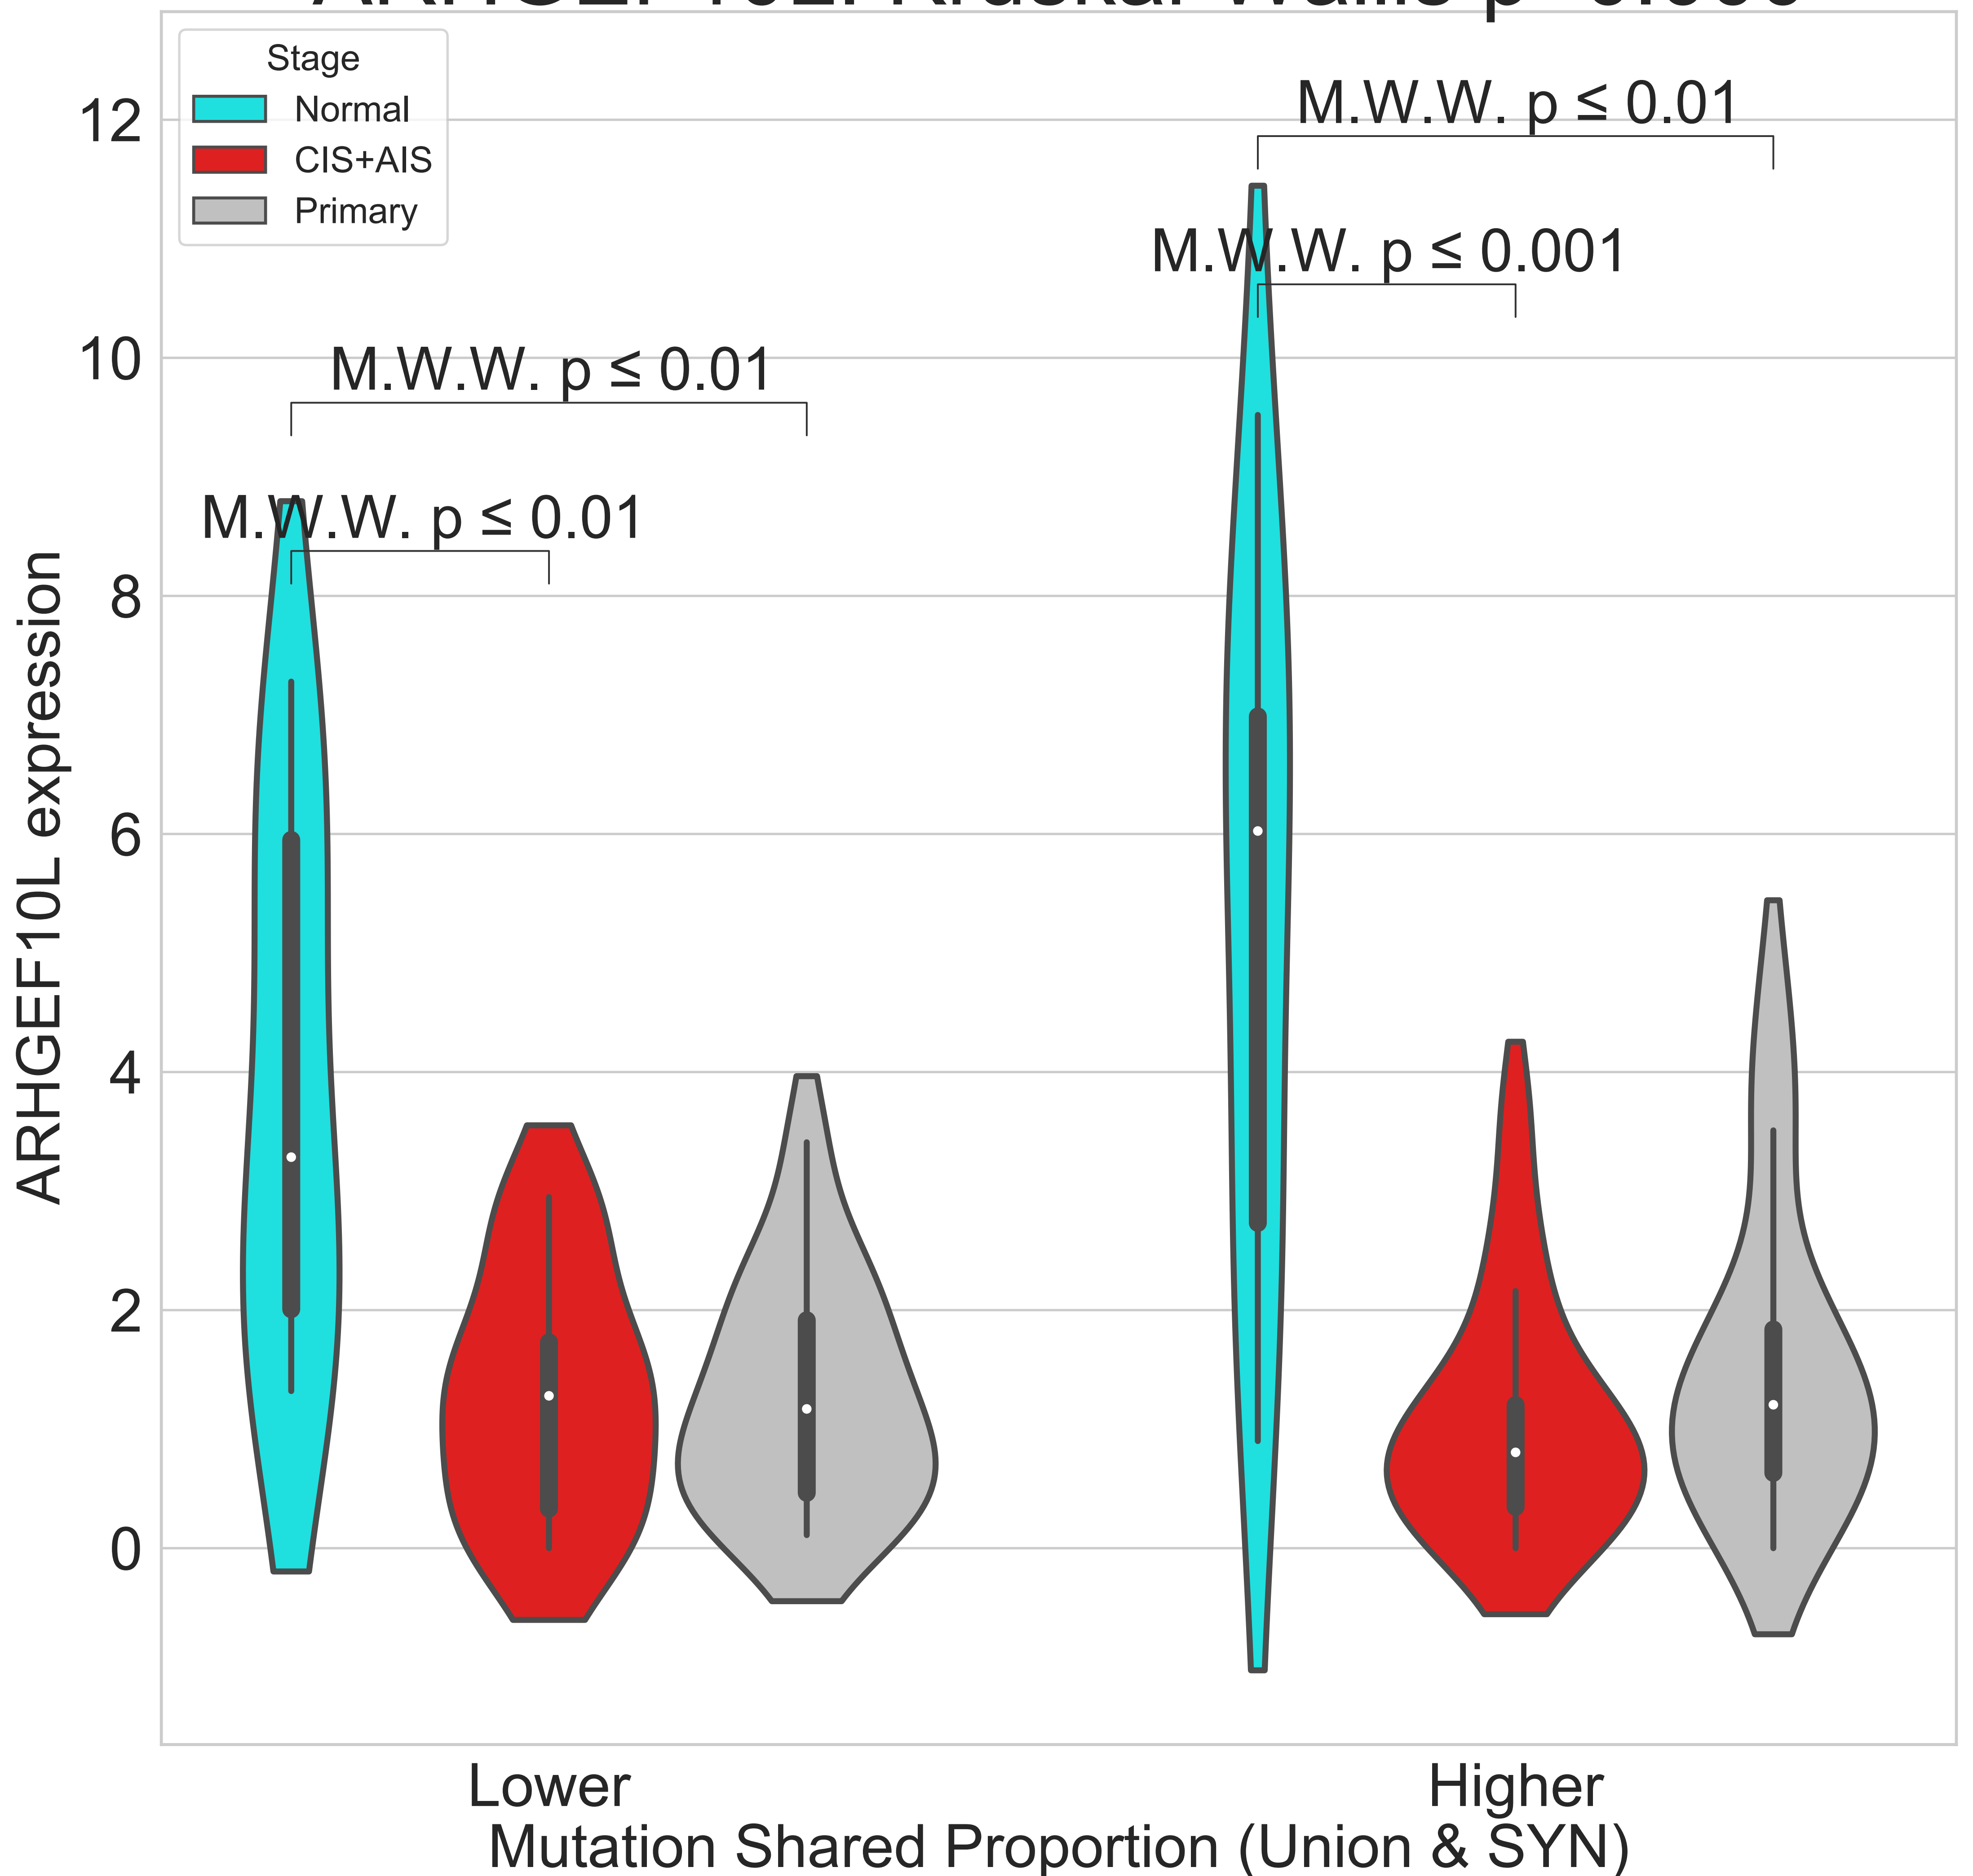 Stage
Normal
CIS+AIS
Primary
M.W.W. p ≤ 0.01
M.W.W. p ≤ 0.001
M.W.W. p ≤ 0.01
M.W.W. p ≤ 0.01
12
10
8
6
4
2
0
ARHGEF10L expression
Lower
Higher
Mutation Shared Proportion (Union & SYN)